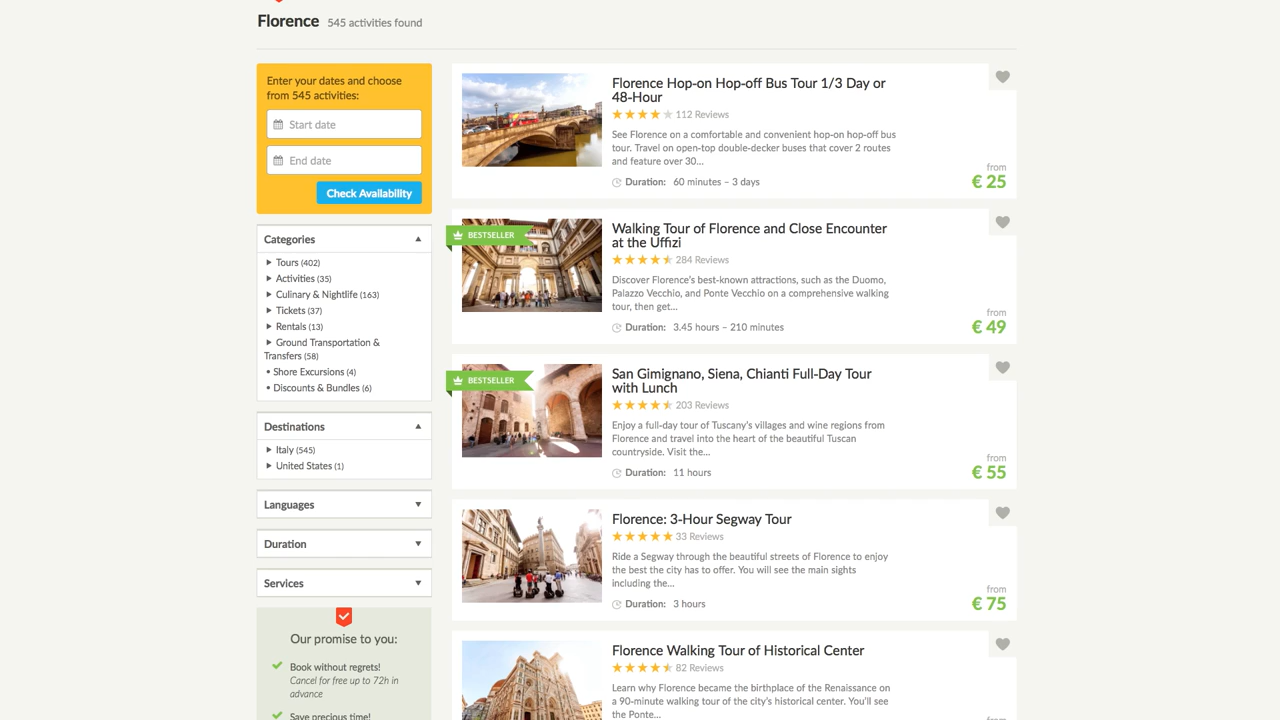 Florence 545 activities found
Enter your dates and choose
from 545 activities:
Start date
End date
Check Availability
Categories
Tours (402)
Activities (35)
Culinary & Nightlife (163)
Tickets (37)
Rentals (13)
Ground Transportation &
Transfers (58)
• Shore Excursions (4)
• Discounts & Bundles (6)
Destinations
Italy (545)
United States (1)
Languages
Duration
Services
Our promise to you:
Book without regrets!
Cancel for free up to 72h in
advance
Save precious time!
Florence Hop-on Hop-off Bus Tour 1/3 Day or
48-Hour
112 Reviews
See Florence on a comfortable and convenient hop-on hop-off bus
tour. Travel on open-top double-decker buses that cover 2 routes
and feature over 30...
Duration: 60 minutes – 3 days
from
€ 25
BESTSELLER
Walking Tour of Florence and Close Encounter
at the Uffizi
284 Reviews
Discover Florence's best-known attractions, such as the Duomo,
Palazzo Vecchio, and Ponte Vecchio on a comprehensive walking
tour, then get...
Duration: 3.45 hours – 210 minutes
from
€ 49
BESTSELLER
San Gimignano, Siena, Chianti Full-Day Tour
with Lunch
203 Reviews
Enjoy a full-day tour of Tuscany's villages and wine regions from
Florence and travel into the heart of the beautiful Tuscan
countryside. Visit the...
Duration: 11 hours
from
€ 55
Florence: 3-Hour Segway Tour
33 Reviews
Ride a Segway through the beautiful streets of Florence to enjoy
the best the city has to offer. You will see the main sights
including the...
Duration: 3 hours
from
€ 75
Florence Walking Tour of Historical Center
82 Reviews
Learn why Florence became the birthplace of the Renaissance on
a 90-minute walking tour of the city's historical center. You'll see
the Ponte...